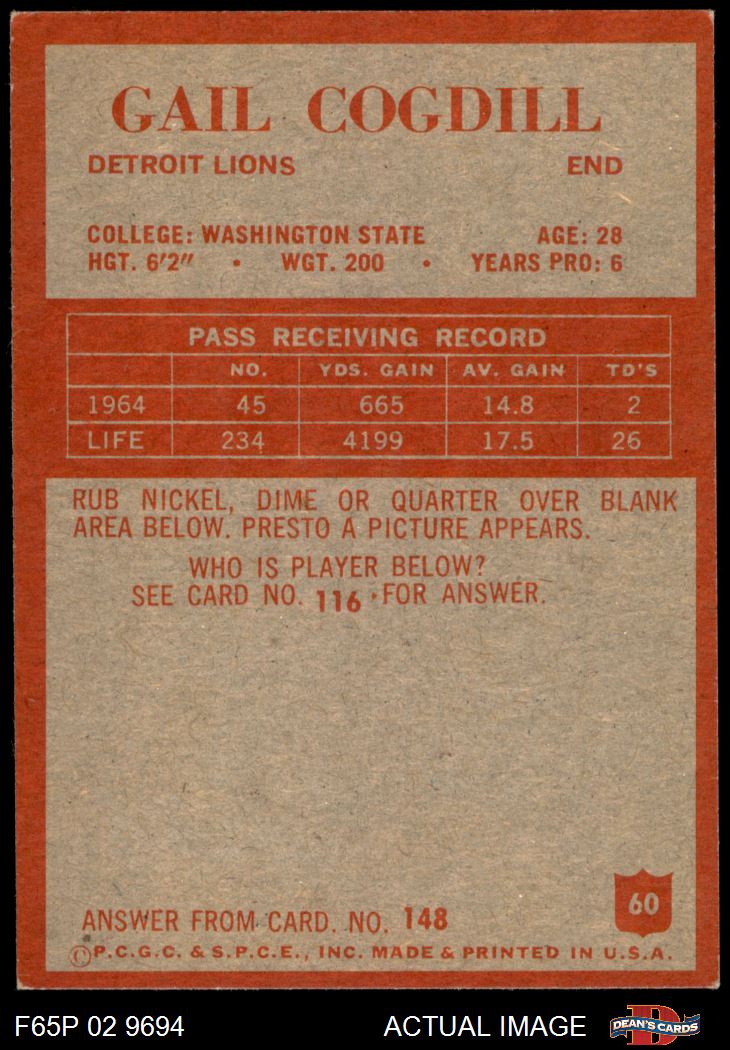 GAIL COGDILL
DETROIT LIONS END
COLLEGE: WASHINGTON STATE AGE: 28
HGT. 6'2" • WGT. 200 • YEARS PRO: 6
PASS RECEIVING RECORD
NO. YDS. GAIN AV. GAIN TD'S
1964 45 665 14.8 2
LIFE 234 4199 17.5 26
RUB NICKEL, DIME OR QUARTER OVER BLANK
AREA BELOW. PRESTO A PICTURE APPEARS.
WHO IS PLAYER BELOW?
SEE CARD NO. 116 · FOR ANSWER.
60
ANSWER FROM CARD. NO. 148
©P.C.G.C. & S.P.C.E., INC. MADE & PRINTED IN U.S.A.
F65P 02 9694 ACTUAL IMAGE D DEAN'S CARDS